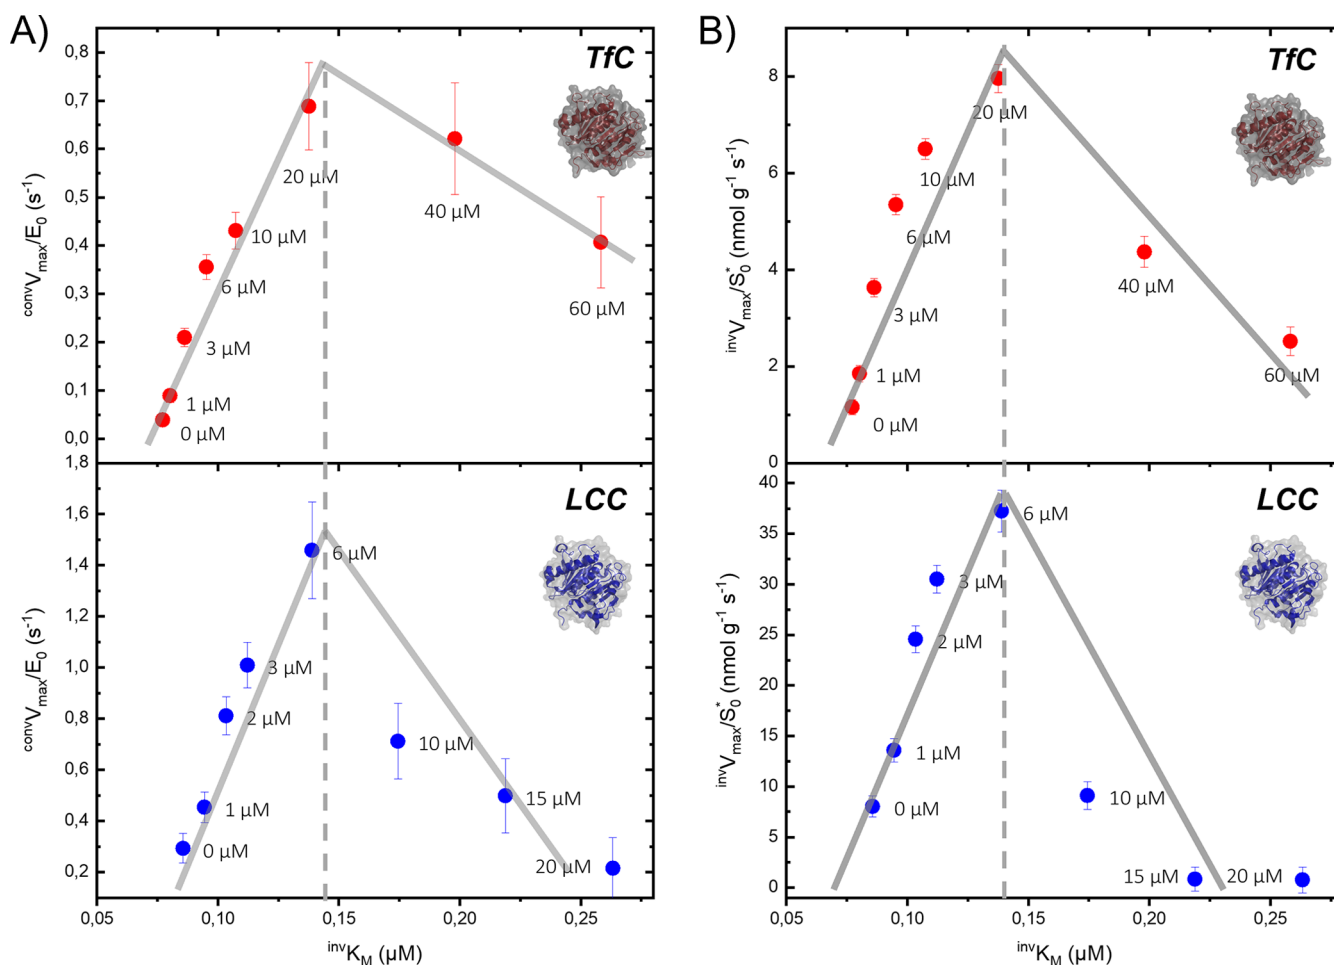 A)
TfC
0,8
0,7
0,6
0,5
0,4
0,3
0,2
0,1
0,0
convVmax/E0 (s-1)
20 µM
40 µM
10 µM
6 µM
60 µM
3 µM
1 µM
0 µM
LCC
1,8
1,6
1,4
1,2
1,0
0,8
0,6
0,4
0,2
convVmax/E0 (s-1)
6 µM
3 µM
2 µM
10 µM
15 µM
1 µM
0 µM
20 µM
0,05
0,10
0,15
0,20
0,25
invKM (µM)
B)
TfC
8
6
4
2
0
invVmax/S0* (nmol g-1 s-1)
20 µM
10 µM
6 µM
40 µM
3 µM
1 µM
60 µM
0 µM
LCC
40
35
30
25
20
15
10
5
0
invVmax/S0* (nmol g-1 s-1)
6 µM
3 µM
2 µM
1 µM
10 µM
0 µM
15 µM
20 µM
0,05
0,10
0,15
0,20
0,25
invKM (µM)